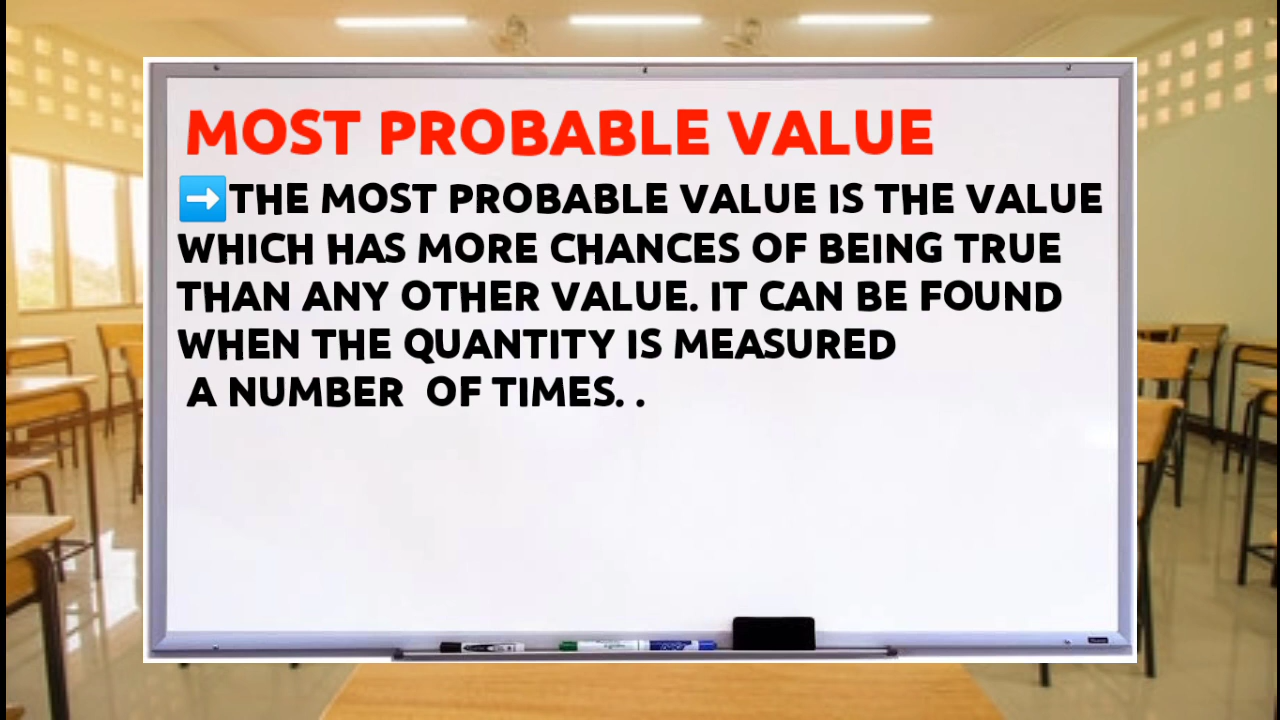 MOST PROBABLE VALUE
➡THE MOST PROBABLE VALUE IS THE VALUE
WHICH HAS MORE CHANCES OF BEING TRUE
THAN ANY OTHER VALUE. IT CAN BE FOUND
WHEN THE QUANTITY IS MEASURED
A NUMBER OF TIMES. .